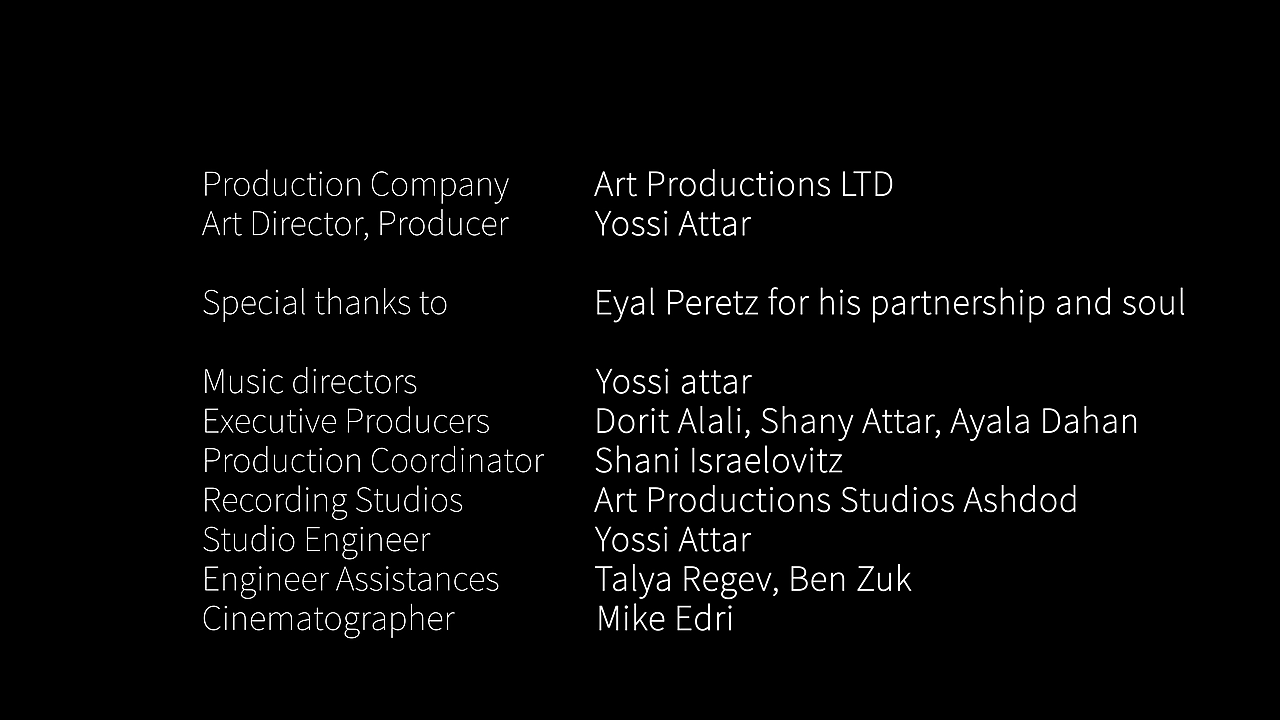 Production Company Art Productions LTD
Art Director, Producer Yossi Attar
Special thanks to Eyal Peretz for his partnership and soul
Music directors Yossi attar
Executive Producers Dorit Alali, Shany Attar, Ayala Dahan
Production Coordinator Shani Israelovitz
Recording Studios Art Productions Studios Ashdod
Studio Engineer Yossi Attar
Engineer Assistances Talya Regev, Ben Zuk
Cinematographer Mike Edri